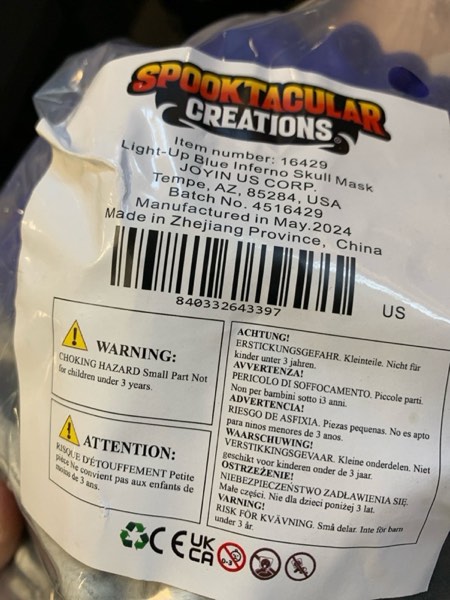 SPOOKTACULAR
CREATIONS
Item number: 16429
Light-Up Blue Inferno Skull Mask
JOYIN US CORP.
Tempe, AZ, 85284, USA
Batch No. 4516429
Manufactured in May.2024
Made in Zhejiang Province, China
840332643397
US
WARNING:
CHOKING HAZARD Small Part Not
for children under 3 years.
ATTENTION:
RISQUE D'ÉTOUFFEMENT Petite
pièce Ne convient pas aux enfants de
moins de 3 ans.
ACHTUNG!
ERSTICKUNGSGEFAHR. Kleinteile. Nicht für
kinder unter 3 jahren.
AVVERTENZA!
PERICOLO DI SOFFOCAMENTO. Piccole parti.
Non per bambini sotto i3 anni.
ADVERTENCIA!
RIESGO DE ASFIXIA. Piezas pequenas. No es apto
para ninos menores de 3 anos.
WAARSCHUWING!
VERSTIKKINGSGEVAAR. Kleine onderdelen. Niet
geschikt voor kinderen onder de 3 jaar.
OSTRZEŻENIE!
NIEBEZPIECZEŃSTWO ZADŁAWIENIA SIĘ.
Małe części. Nie dla dzieci poniżej 3 lat.
VARNING!
RISK FÖR KVÄVNING. Små delar. Inte för barn
under 3 år.
CE UK
CA
0-3